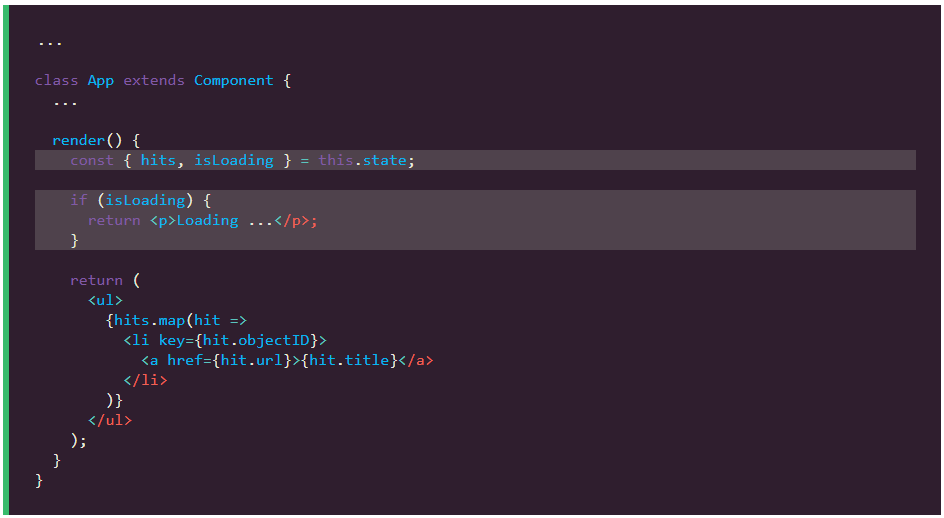 ...
class App extends Component {
  ...
  render() {
    const { hits, isLoading } = this.state;
    if (isLoading) {
      return <p>Loading ...</p>;
    }
    return (
      <ul>
        {hits.map(hit =>
          <li key={hit.objectID}>
            <a href={hit.url}>{hit.title}</a>
          </li>
        )}
      </ul>
    );
  }
}